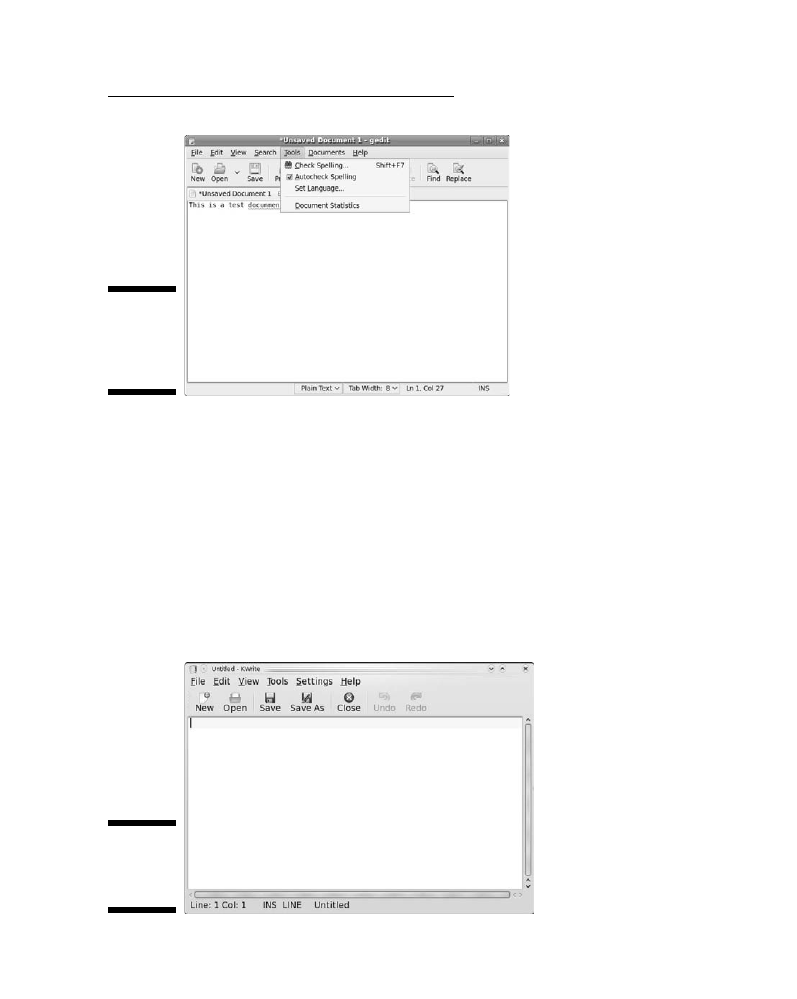 *Unsaved Document 1 - gedit
File Edit View Search Tools Documents Help
New Open Save Find Replace
Check Spelling... Shift+F7
Autocheck Spelling
Set Language...
Document Statistics
*Unsaved Document 1
This is a test documen
Plain Text Tab Width: 8 Ln 1, Col 27 INS
Untitled - KWrite
File Edit View Tools Settings Help
New Open Save Save As Close Undo Redo
Line: 1 Col: 1 INS LINE Untitled